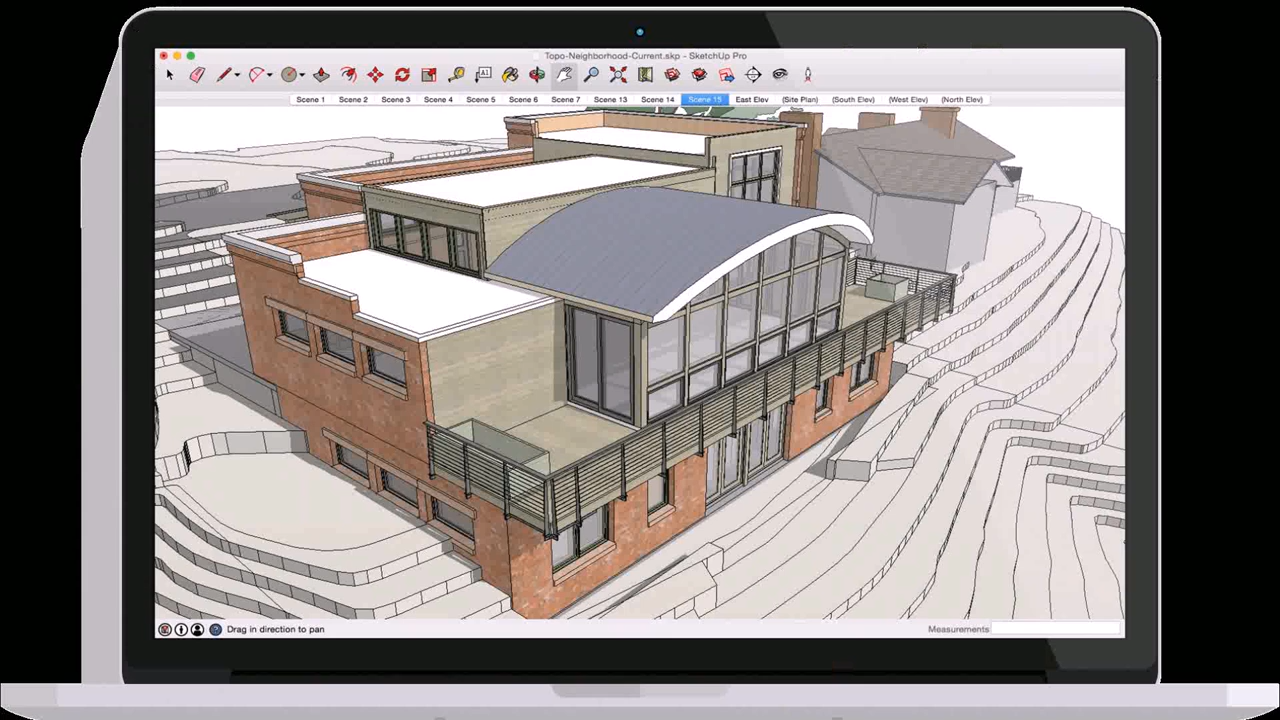 Topo-Neighborhood-Current.skp - SketchUp Pro
A1
Scene 1 Scene 2 Scene 3 Scene 4 Scene 5 Scene 6 Scene 7 Scene 13 Scene 14 Scene 15 East Elev (Site Plan) (South Elev) (West Elev) (North Elev)
Drag in direction to pan
Measurements